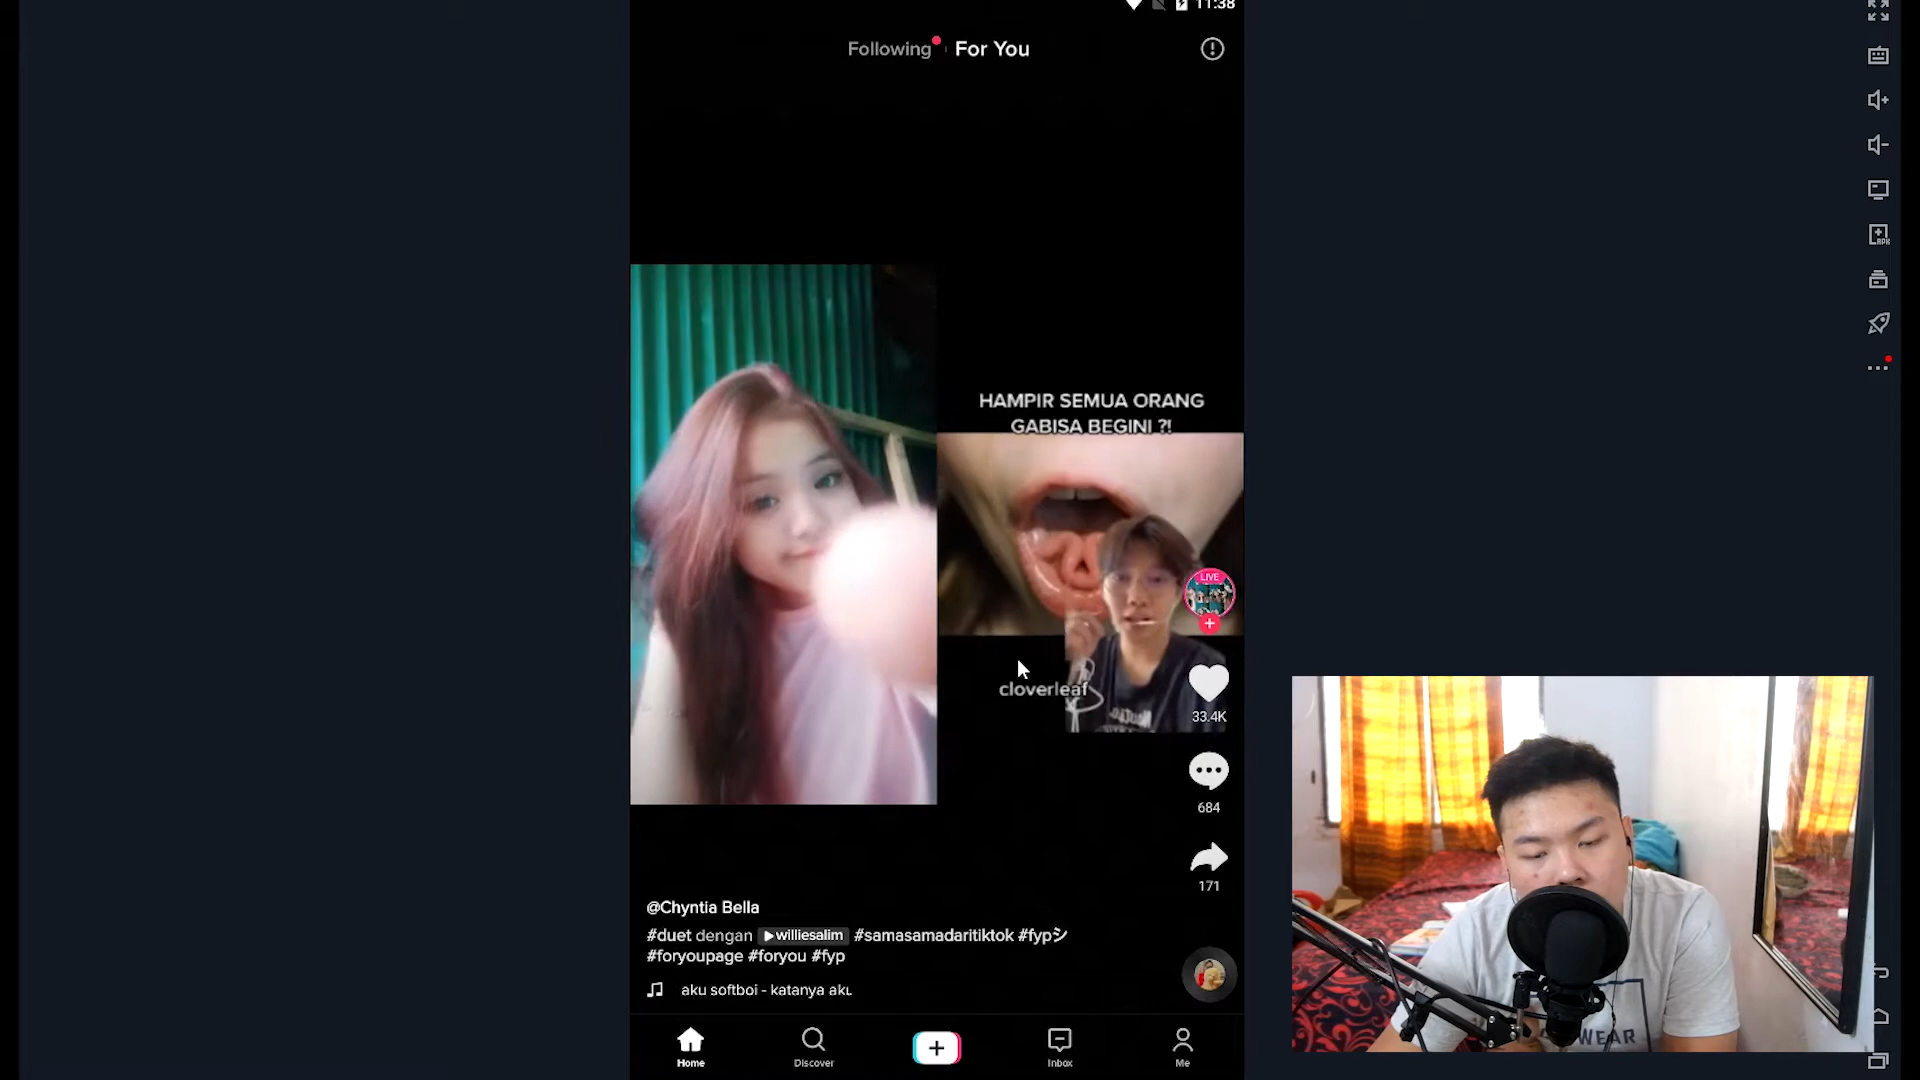 11:38
Following
For You
HAMPIR SEMUA ORANG
GABISA BEGINI ?!
LIVE
cloverleaf
33.4K
684
171
@Chyntia Bella
#duet dengan ▶williesalim #samasamadaritiktok #fypシ
#foryoupage #foryou #fyp
aku softboi - katanya aku
Home
Discover
Inbox
Me
WEAR